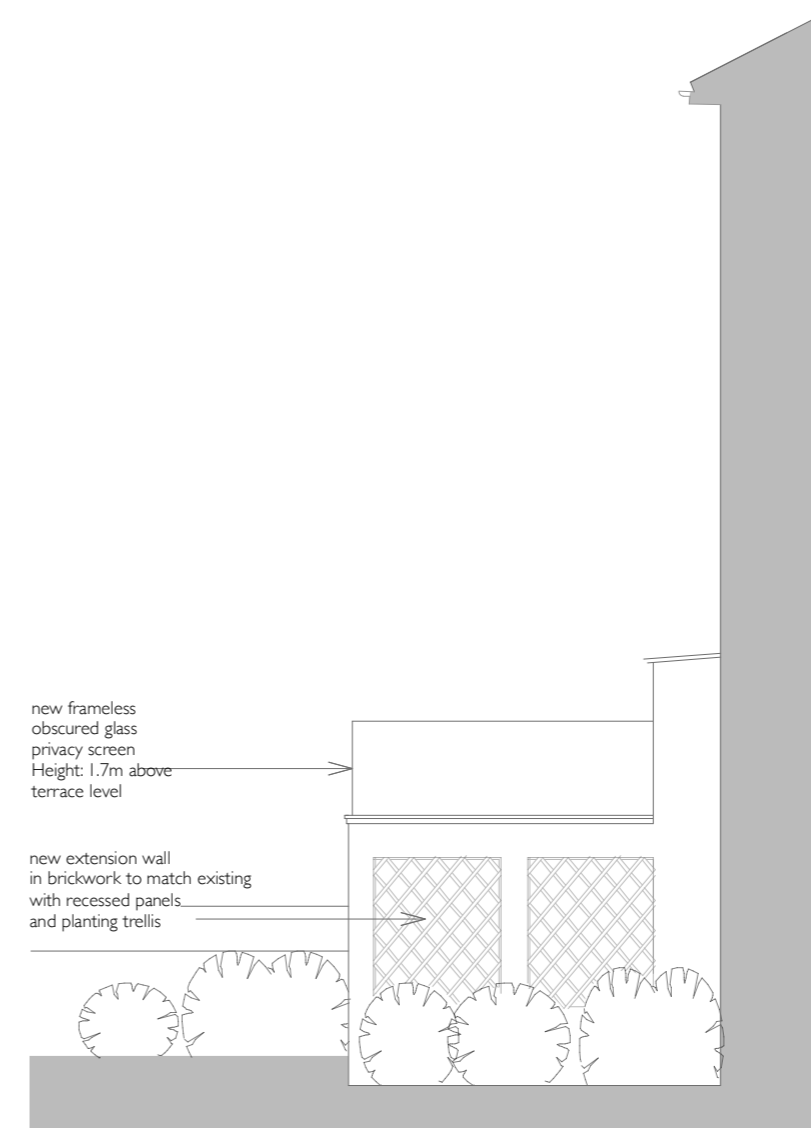 new frameless
obscured glass
privacy screen
Height: 1.7m above
terrace level
new extension wall
in brickwork to match existing
with recessed panels
and planting trellis